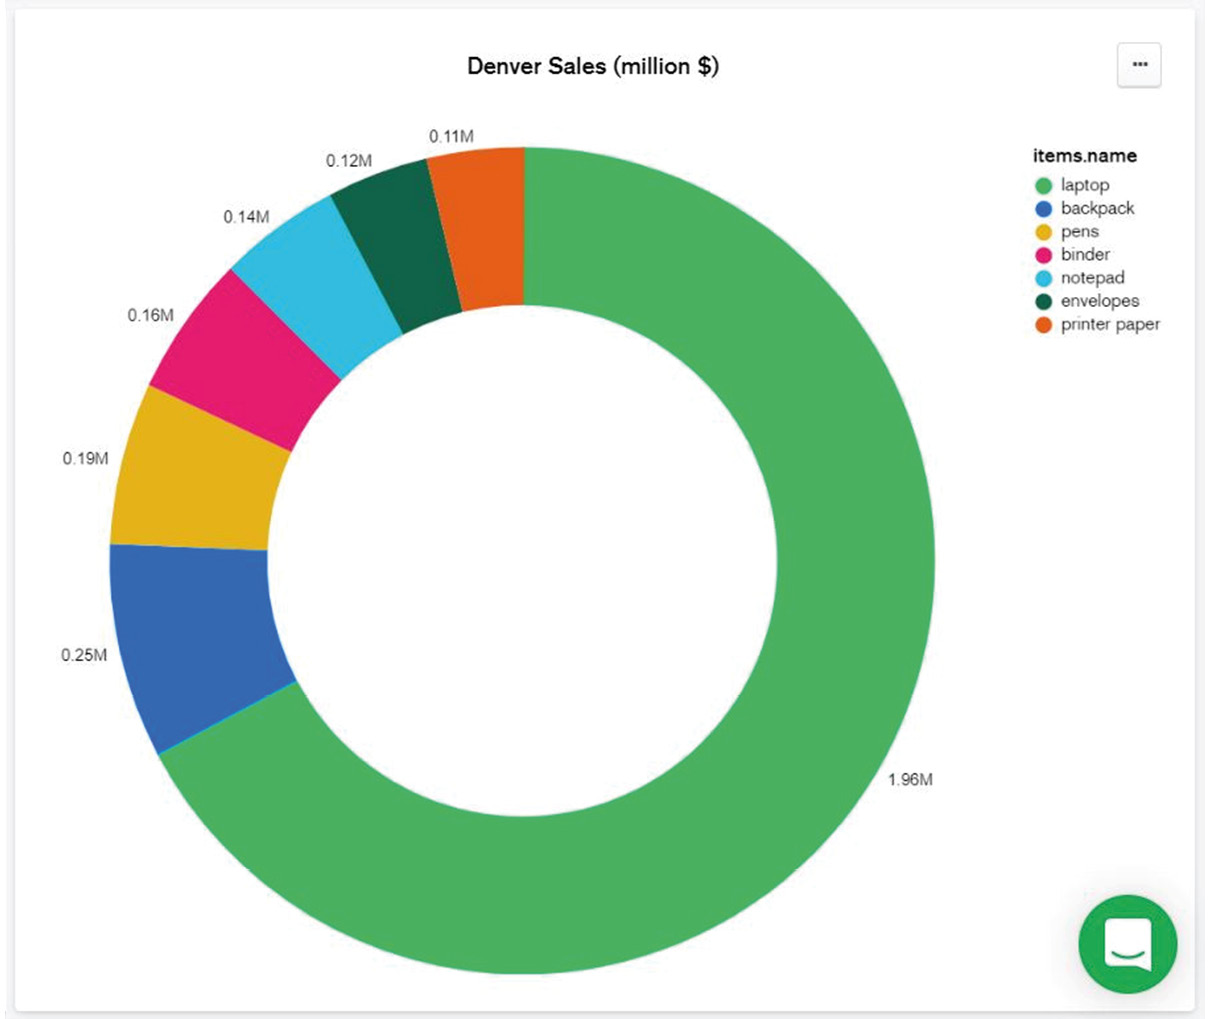 Denver Sales (million $)
0.11M
0.12M
0.14M
0.16M
0.19M
0.25M
1.96M
items.name
laptop
backpack
pens
binder
notepad
envelopes
printer paper